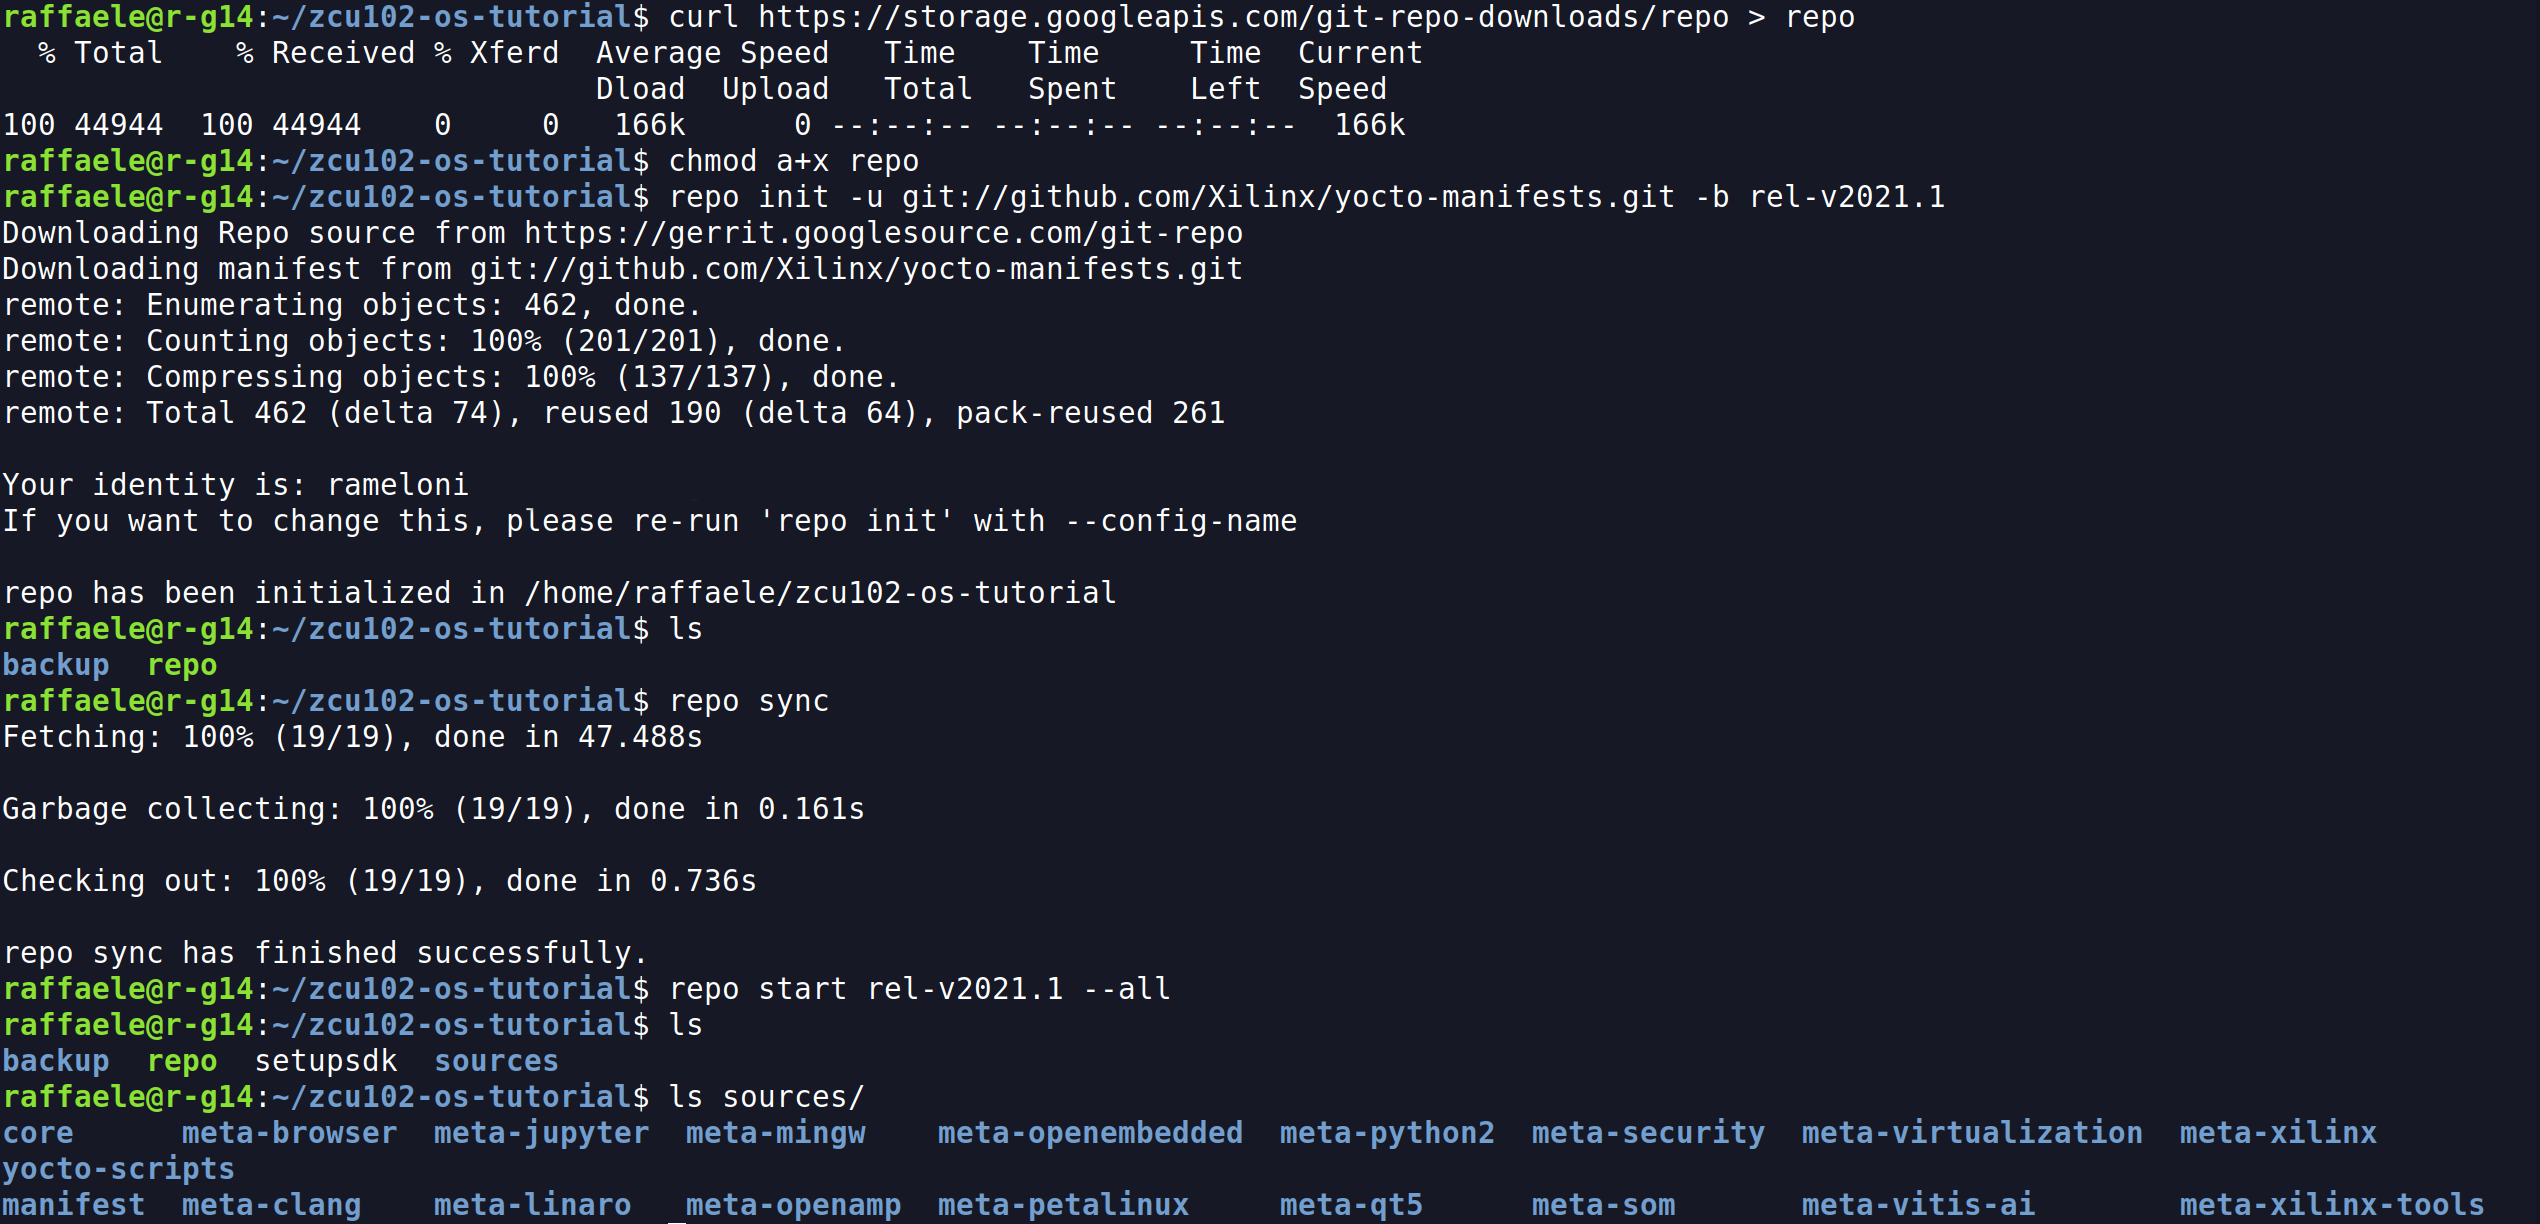 raffaele@r-g14:~/zcu102-os-tutorial$ curl https://storage.googleapis.com/git-repo-downloads/repo > repo
  % Total    % Received % Xferd  Average Speed   Time    Time     Time  Current
                                 Dload  Upload   Total   Spent    Left  Speed
100 44944  100 44944    0     0   166k      0 --:--:-- --:--:-- --:--:--  166k
raffaele@r-g14:~/zcu102-os-tutorial$ chmod a+x repo
raffaele@r-g14:~/zcu102-os-tutorial$ repo init -u git://github.com/Xilinx/yocto-manifests.git -b rel-v2021.1
Downloading Repo source from https://gerrit.googlesource.com/git-repo
Downloading manifest from git://github.com/Xilinx/yocto-manifests.git
remote: Enumerating objects: 462, done.
remote: Counting objects: 100% (201/201), done.
remote: Compressing objects: 100% (137/137), done.
remote: Total 462 (delta 74), reused 190 (delta 64), pack-reused 261

Your identity is: rameloni
If you want to change this, please re-run 'repo init' with --config-name

repo has been initialized in /home/raffaele/zcu102-os-tutorial
raffaele@r-g14:~/zcu102-os-tutorial$ ls
backup  repo
raffaele@r-g14:~/zcu102-os-tutorial$ repo sync
Fetching: 100% (19/19), done in 47.488s

Garbage collecting: 100% (19/19), done in 0.161s

Checking out: 100% (19/19), done in 0.736s

repo sync has finished successfully.
raffaele@r-g14:~/zcu102-os-tutorial$ repo start rel-v2021.1 --all
raffaele@r-g14:~/zcu102-os-tutorial$ ls
backup  repo  setupsdk  sources
raffaele@r-g14:~/zcu102-os-tutorial$ ls sources/
core      meta-browser  meta-jupyter  meta-mingw    meta-openembedded  meta-python2  meta-security  meta-virtualization  meta-xilinx
yocto-scripts
manifest  meta-clang    meta-linaro   meta-openamp  meta-petalinux     meta-qt5      meta-som       meta-vitis-ai        meta-xilinx-tools